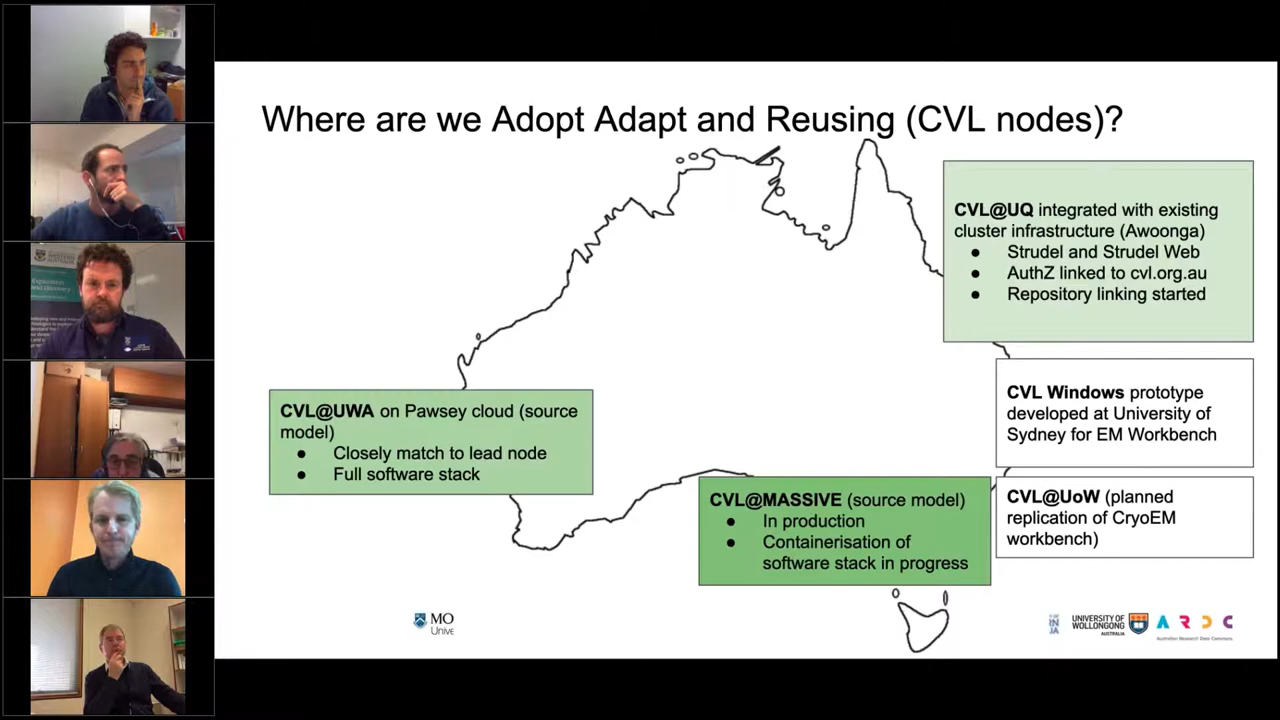 Where are we Adopt Adapt and Reusing (CVL nodes)?
CVL@UQ integrated with existing
cluster infrastructure (Awoonga)
● Strudel and Strudel Web
● AuthZ linked to cvl.org.au
● Repository linking started
CVL Windows prototype
developed at University of
Sydney for EM Workbench
CVL@UWA on Pawsey cloud (source
model)
● Closely match to lead node
● Full software stack
CVL@MASSIVE (source model)
● In production
● Containerisation of
software stack in progress
CVL@UoW (planned
replication of CryoEM
workbench)
MO
Unive
UNIVERSITY OF
WOLLONGONG
AUSTRALIA
ARDC
Australian Research Data Commons
WESTERN
AUSTRALIA